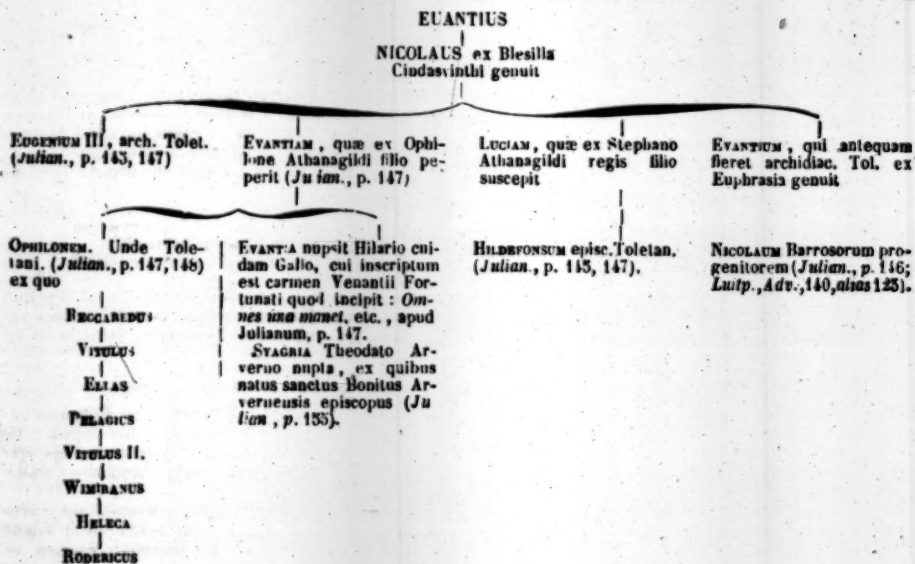 EUANTIUS
NICOLAUS ex Blesilla
Cindasvinthi genuit
EUGENIUM III, arch. Tolet.
(Julian., p. 145, 147)
EVANTIAM, quæ ex Ophi-
lone Athanagildi filio pe-
perit (Julian., p. 147)
LUCIAM, quæ ex Stephano
Athanagildi regis filio
suscepit
EVANTIUM, qui antequam
fieret archidiac. Tol. ex
Euphrasia genuit
OPHILONEM. Unde Tole-
tani. (Julian., p. 147, 148)
ex quo
RECCAREDUS
VITULUS
ELIAS
PELAGIUS
VITULUS II.
WIMIRANUS
HELECA
RODERICUS
EVANTIA nupsit Hilario cui-
dam Gallo, cui inscriptum
est carmen Venantii For-
tunati quod incipit : Om-
nes una manet, etc., apud
Julianum, p. 147.
STAGRIA Theodato Ar-
verno nupta, ex quibus
natus sanctus Bonitus Ar-
vernensis episcopus (Ju
lian, p. 155).
HILDEFONSUM episc. Toletan.
(Julian., p. 145, 147).
NICOLAUM Barrosorum pro-
genitorem (Julian., p. 146;
Luitp., Adv., 140, alias 125).